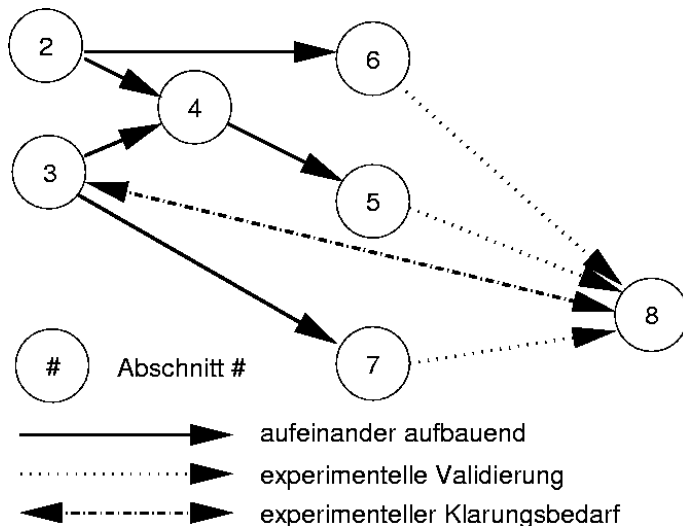 2
6
4
3
5
8
7
# Abschnitt #
aufeinander aufbauend
experimentelle Validierung
experimenteller Klarungsbedarf